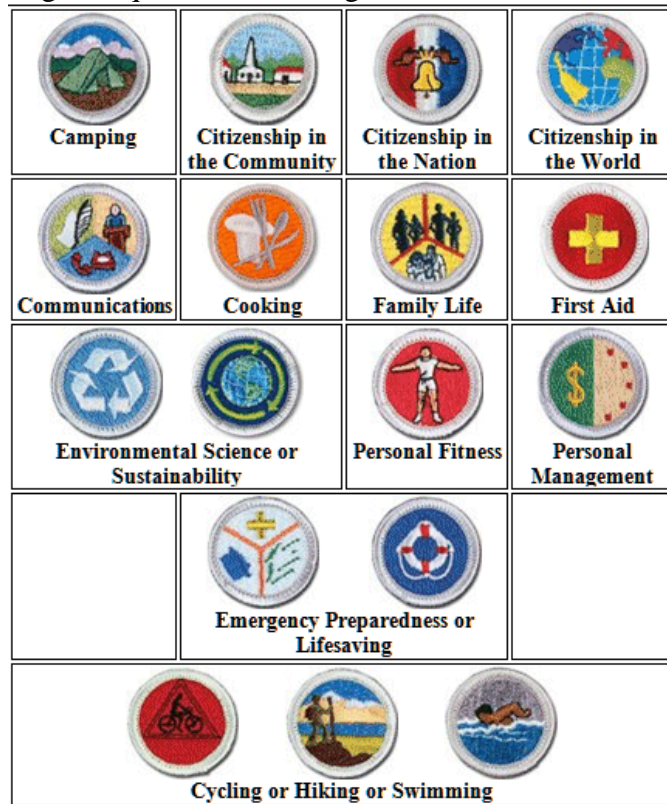 Camping
Citizenship in
the Community
Citizenship in
the Nation
Citizenship in
the World
Communications
Cooking
Family Life
First Aid
$
Environmental Science or
Sustainability
Personal Fitness
Personal
Management
Emergency Preparedness or
Lifesaving
Cycling or Hiking or Swimming